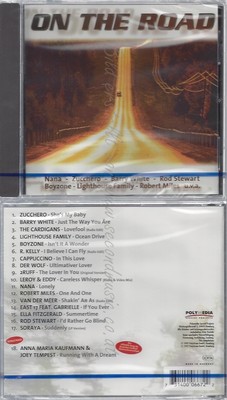 ON THE ROAD
Nana - Zucchero - Barry White - Rod Stewart
Boyzone - Lighthouse Family - Robert Miles u.v.a.
1. ZUCCHERO - She's My Baby
2. BARRY WHITE - Just The Way You Are
3. THE CARDIGANS - Lovefool
4. LIGHTHOUSE FAMILY - Ocean Drive
5. BOYZONE - Isn't It A Wonder
6. R. KELLY - I Believe I Can Fly
7. CAPPUCCINO - In This Love
8. DER WOLF - Ultimativer Lover
9. 2RUFF - The Lover In You
10. LEROY & EDDY - Careless Whisper
11. NANA - Lonely
12. ROBERT MILES - One And One
13. VAN DER MEER - Shakin' As As
14. EAST 17 FEAT. GABRIELLE - If You Ever
15. ELLA FITZGERALD - Summertime
16. ROD STEWART - I'd Rather Go Blind
17. SORAYA - Suddenly
18. ANNA MARIA KAUFMANN &
JOEY TEMPEST - Running With A Dream
POLYMEDIA